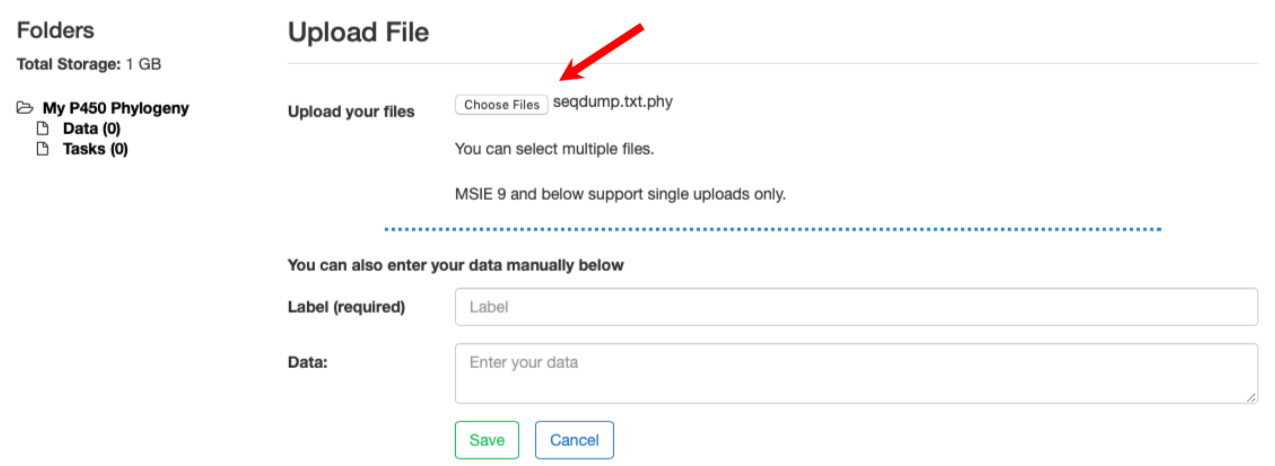 Folders
Total Storage: 1 GB
My P450 Phylogeny
Data (0)
Tasks (0)
Upload File
Upload your files
Choose Files seqdump.txt.phy
You can select multiple files.
MSIE 9 and below support single uploads only.
You can also enter your data manually below
Label (required)
Label
Data:
Enter your data
Save
Cancel